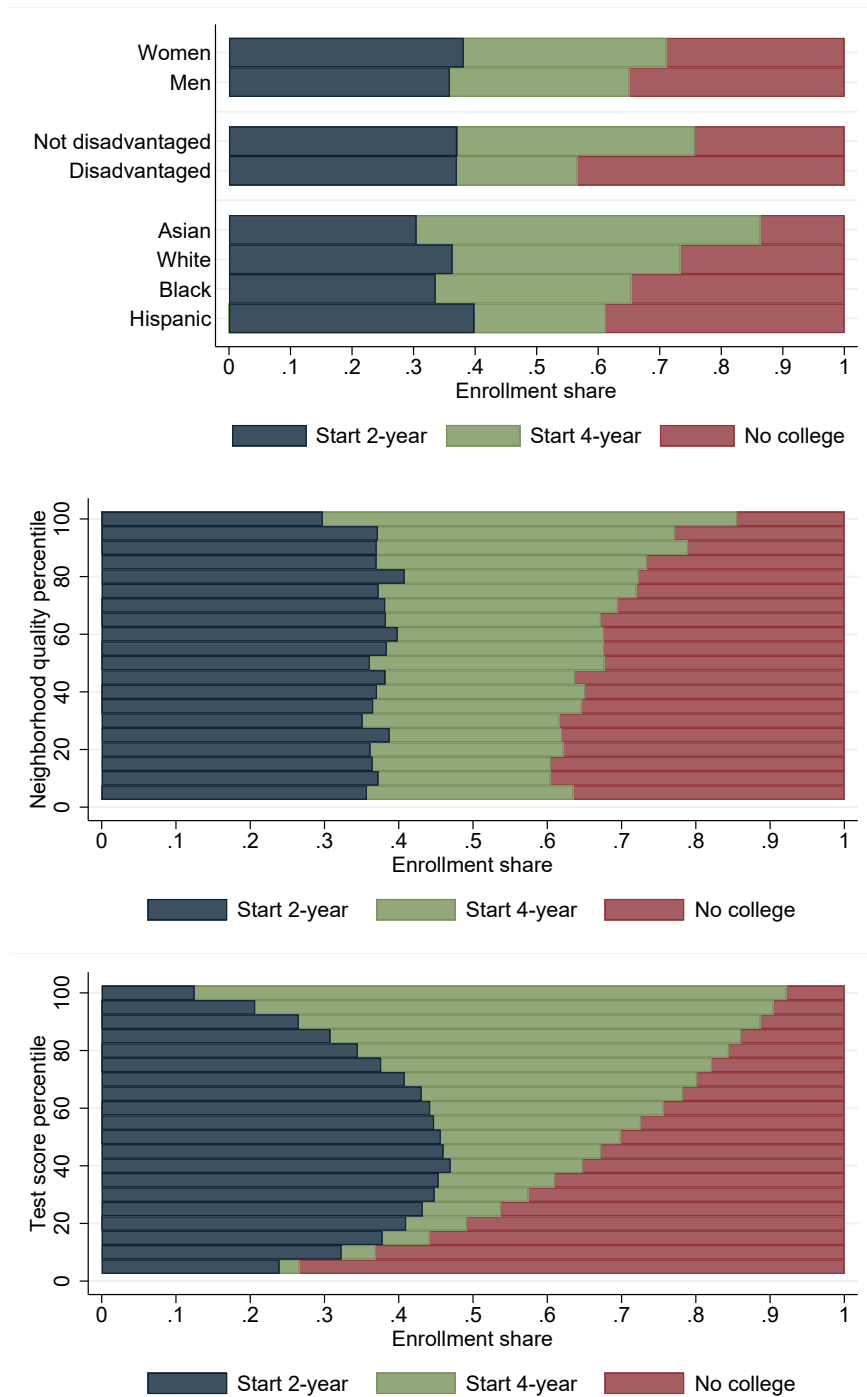 Women
Men
Not disadvantaged
Disadvantaged
Asian
White
Black
Hispanic
0 .1 .2 .3 .4 .5 .6 .7 .8 .9 1
Enrollment share
Start 2-year Start 4-year No college
Neighborhood quality percentile
100
80
60
40
20
0
0 .1 .2 .3 .4 .5 .6 .7 .8 .9 1
Enrollment share
Start 2-year Start 4-year No college
Test score percentile
100
80
60
40
20
0
0 .1 .2 .3 .4 .5 .6 .7 .8 .9 1
Enrollment share
Start 2-year Start 4-year No college